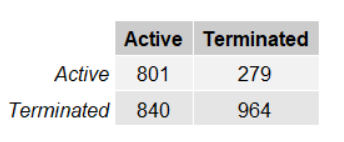 Active Terminated
Active 801 279
Terminated 840 964